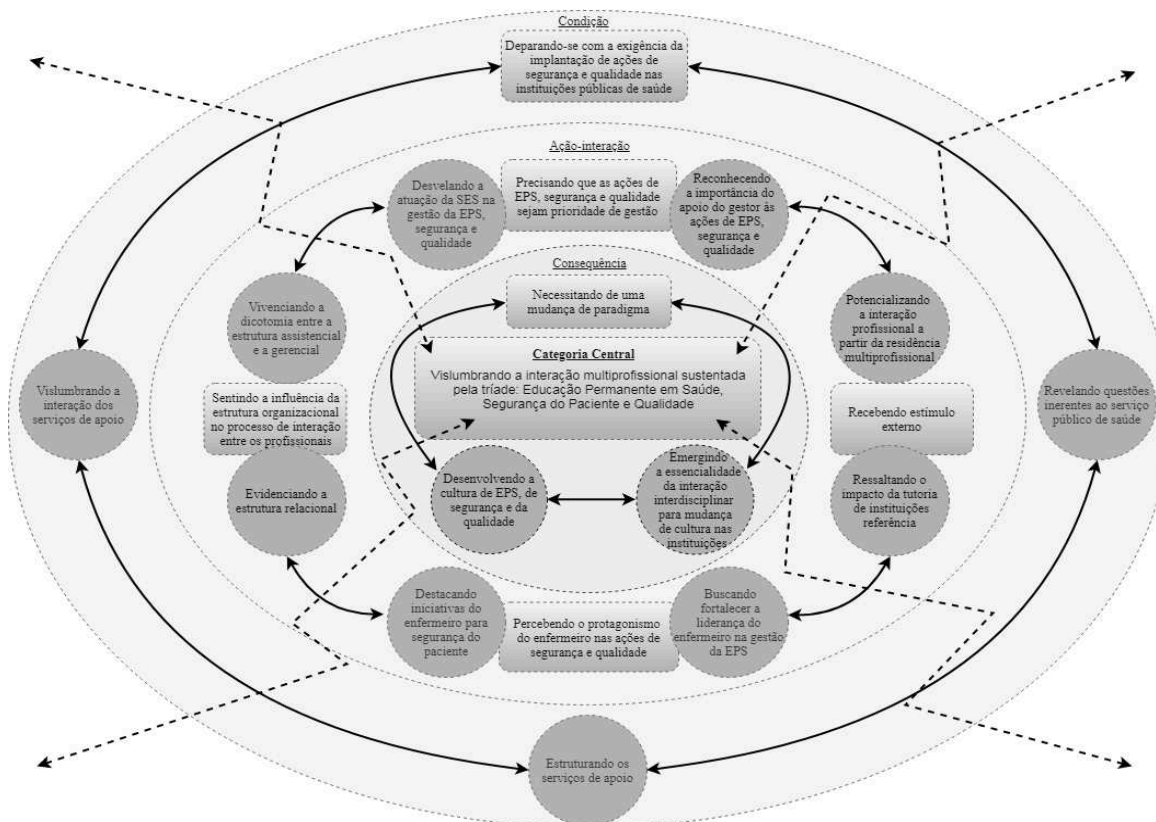 Condição
Deparando-se com a exigência da
implantação de ações de
segurança e qualidade nas
instituições públicas de saúde
Ação-interação
Desvelando a
atuação da SES na
gestão da EPS,
segurança e
qualidade
Precisando que as ações de
EPS, segurança e qualidade
sejam prioridade de gestão
Reconhecendo
a importância do
apoio do gestor às
ações de EPS,
segurança e
qualidade
Consequência
Necessitando de uma
mudança de paradigma
Vivenciando a
dicotomia entre a
estrutura assistencial
e a gerencial
Potencializando
a interação
profissional a
partir da residência
multiprofissional
Categoria Central
Vislumbrando a interação multiprofissional sustentada
pela tríade: Educação Permanente em Saúde,
Segurança do Paciente e Qualidade
Vislumbrando a
interação dos
serviços de apoio
Sentindo a influência da
estrutura organizacional
no processo de interação
entre os profissionais
Recebendo estímulo
externo
Revelando questões
inerentes ao serviço
público de saúde
Evidenciando a
estrutura relacional
Desenvolvendo a
cultura de EPS, de
segurança e da
qualidade
Emergindo
a essencialidade
da interação
interdisciplinar
para mudança
de cultura nas
instituições
Ressaltando o
impacto da tutoria
de instituições
referência
Destacando
iniciativas do
enfermeiro para
segurança do
paciente
Percebendo o protagonismo
do enfermeiro nas ações de
segurança e qualidade
Buscando
fortalecer a
liderança do
enfermeiro na gestão
da EPS
Estruturando os
serviços de apoio